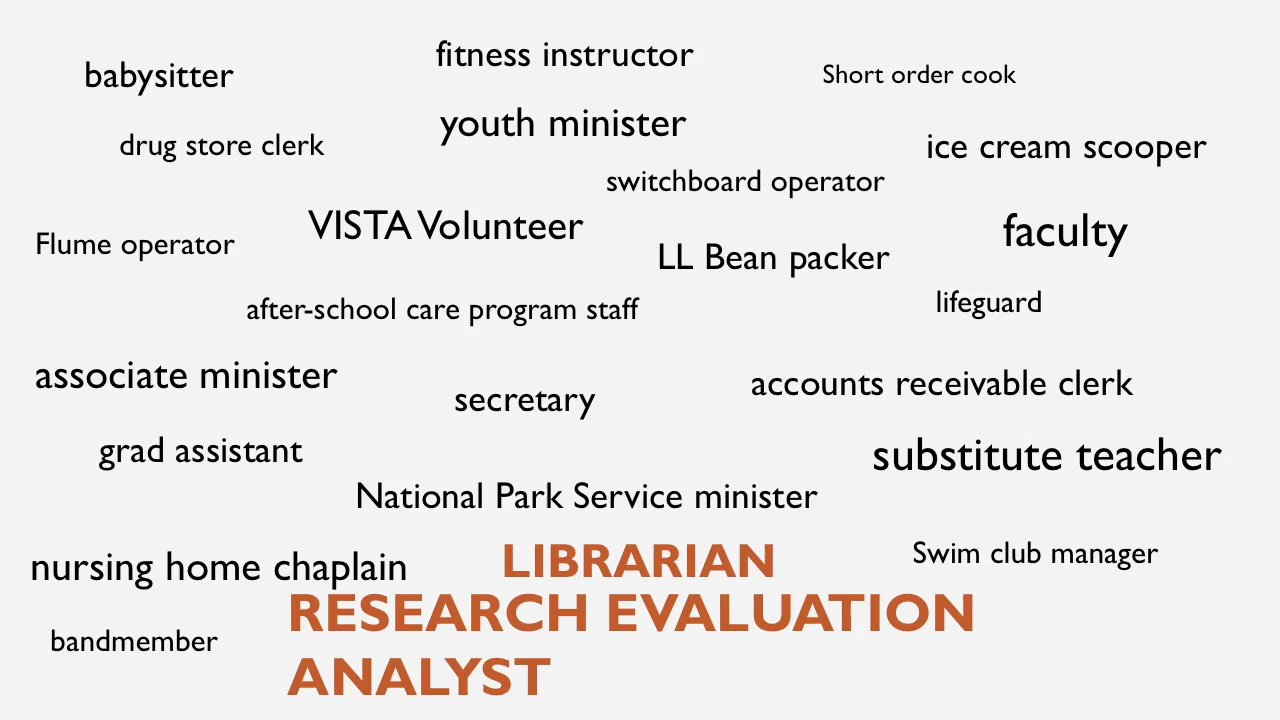 fitness instructor
babysitter
Short order cook
youth minister
drug store clerk
ice cream scooper
switchboard operator
VISTA Volunteer
faculty
Flume operator
LL Bean packer
after-school care program staff
lifeguard
associate minister
accounts receivable clerk
secretary
grad assistant
substitute teacher
National Park Service minister
LIBRARIAN
Swim club manager
nursing home chaplain
RESEARCH EVALUATION
ANALYST
bandmember